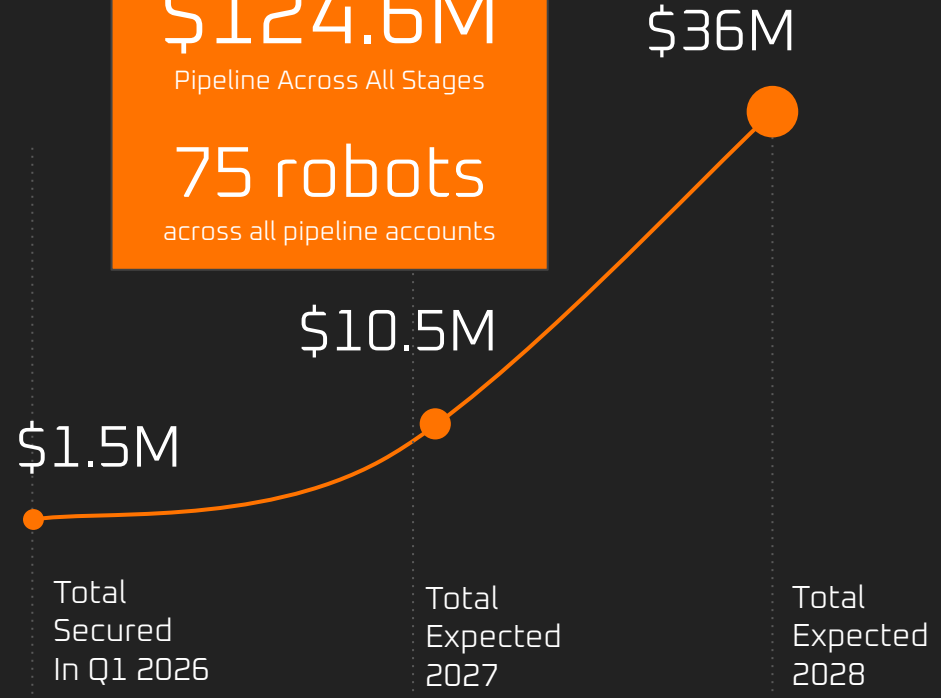 $124.6M
Pipeline Across All Stages
75 robots
across all pipeline accounts
$36M
$10.5M
$1.5M
Total
Secured
In Q1 2026
Total
Expected
2027
Total
Expected
2028